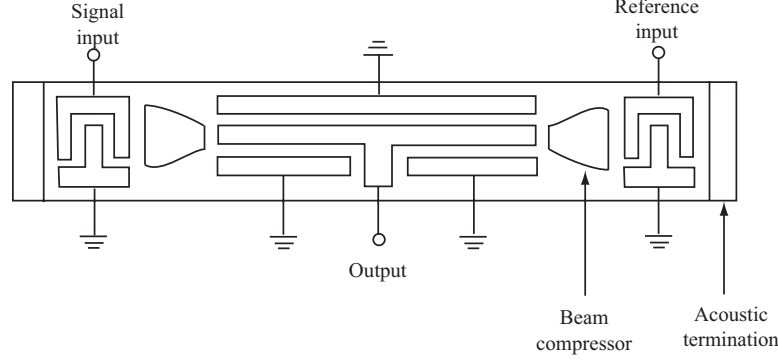 Signal
input
Reference
input
Output
Beam
compressor
Acoustic
termination